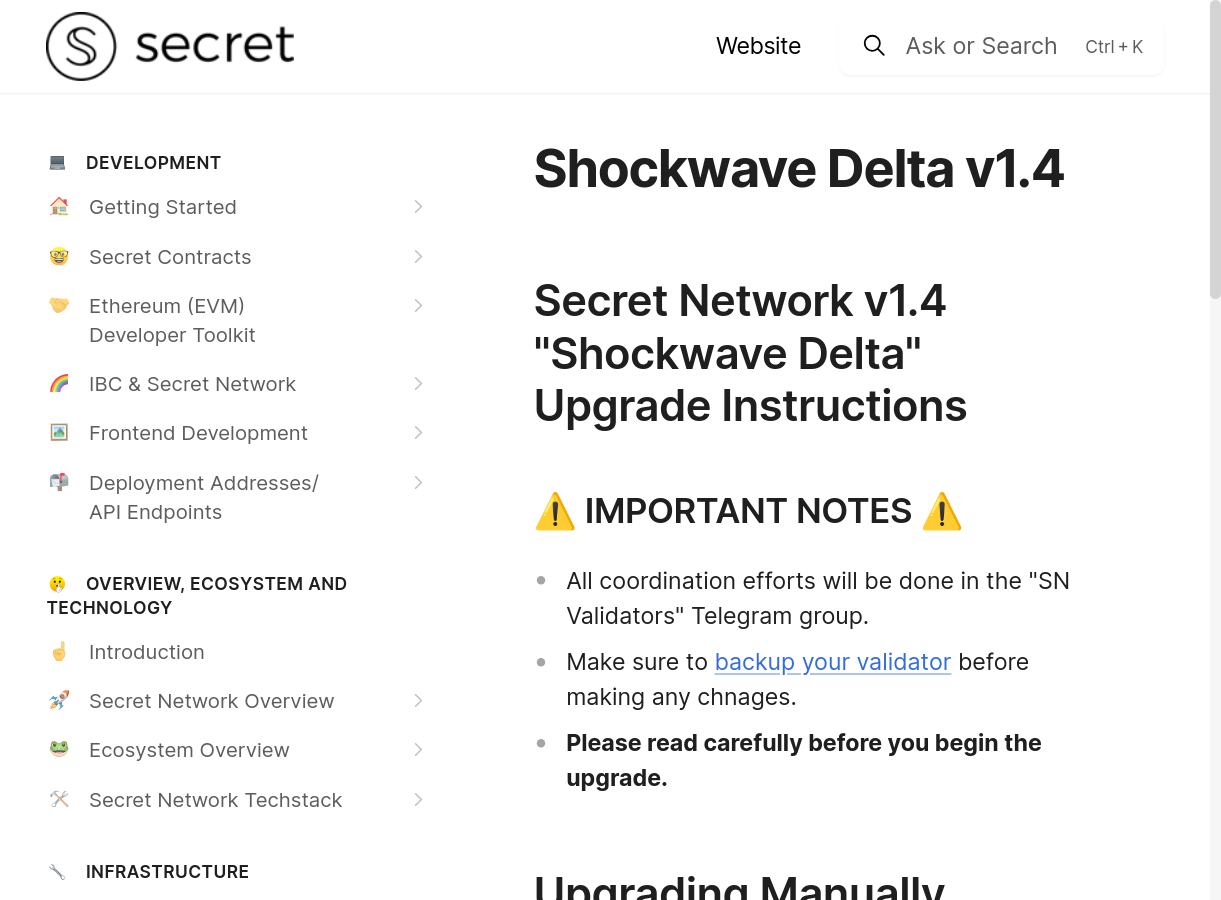 secret
Website
Ask or Search
Ctrl + K
DEVELOPMENT
Getting Started
Secret Contracts
Ethereum (EVM)
Developer Toolkit
IBC & Secret Network
Frontend Development
Deployment Addresses/
API Endpoints
OVERVIEW, ECOSYSTEM AND
TECHNOLOGY
Introduction
Secret Network Overview
Ecosystem Overview
Secret Network Techstack
INFRASTRUCTURE
Shockwave Delta v1.4
Secret Network v1.4
"Shockwave Delta"
Upgrade Instructions
⚠️ IMPORTANT NOTES ⚠️
All coordination efforts will be done in the "SN
Validators" Telegram group.
Make sure to backup your validator before
making any chnages.
Please read carefully before you begin the
upgrade.
Upgrading Manually